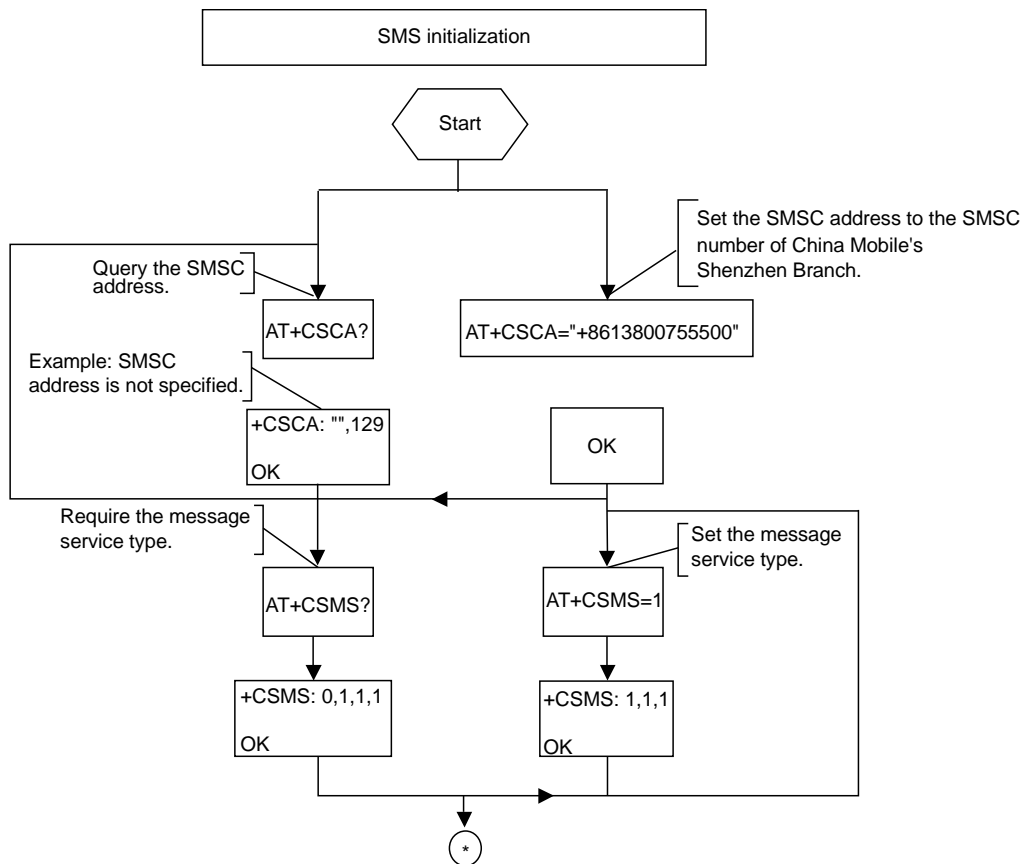 SMS initialization
Start
Set the SMSC address to the SMSC
number of China Mobile's
Shenzhen Branch.
Query the SMSC
address.
AT+CSCA?
AT+CSCA="+8613800755500"
Example: SMSC
address is not specified.
+CSCA: "",129
OK
OK
Require the message
service type.
Set the message
service type.
AT+CSMS?
AT+CSMS=1
+CSMS: 0,1,1,1
OK
+CSMS: 1,1,1
OK
*